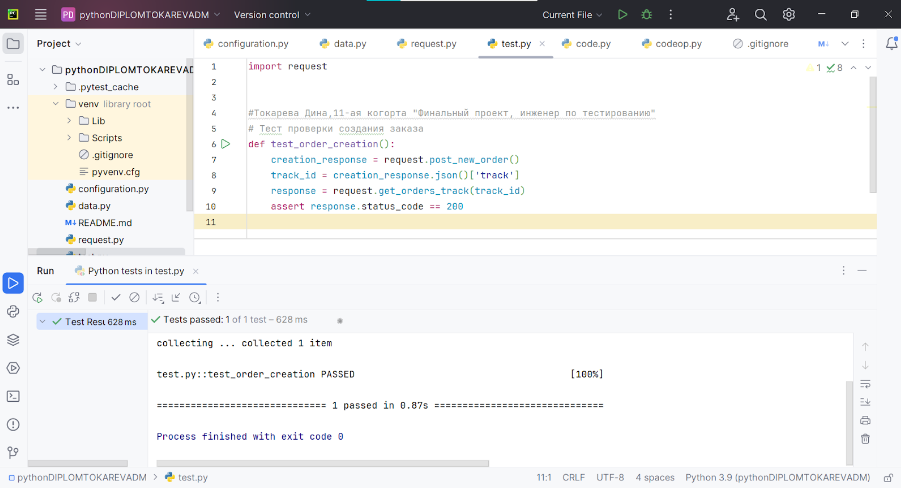 PD pythonDIPLOMTOKAREVADM Version control Current File
Project
configuration.py data.py request.py test.py code.py codeop.py .gitignore M↓
pythonDIPLOMTOKAREVAD
.pytest_cache
venv library root
Lib
Scripts
.gitignore
pyvenv.cfg
configuration.py
data.py
M↓ README.md
request.py
1 import request
2
3
4 #Токарева Дина,11-ая когорта "Финальный проект, инженер по тестированию"
5 # Тест проверки создания заказа
6 def test_order_creation():
7 creation_response = request.post_new_order()
8 track_id = creation_response.json()['track']
9 response = request.get_orders_track(track_id)
10 assert response.status_code == 200
11
1 8
Run Python tests in test.py
Test Resu 628 ms
Tests passed: 1 of 1 test – 628 ms
collecting ... collected 1 item
test.py::test_order_creation PASSED [100%]
============================== 1 passed in 0.87s ==============================
Process finished with exit code 0
pythonDIPLOMTOKAREVADM test.py 11:1 CRLF UTF-8 4 spaces Python 3.9 (pythonDIPLOMTOKAREVADM)